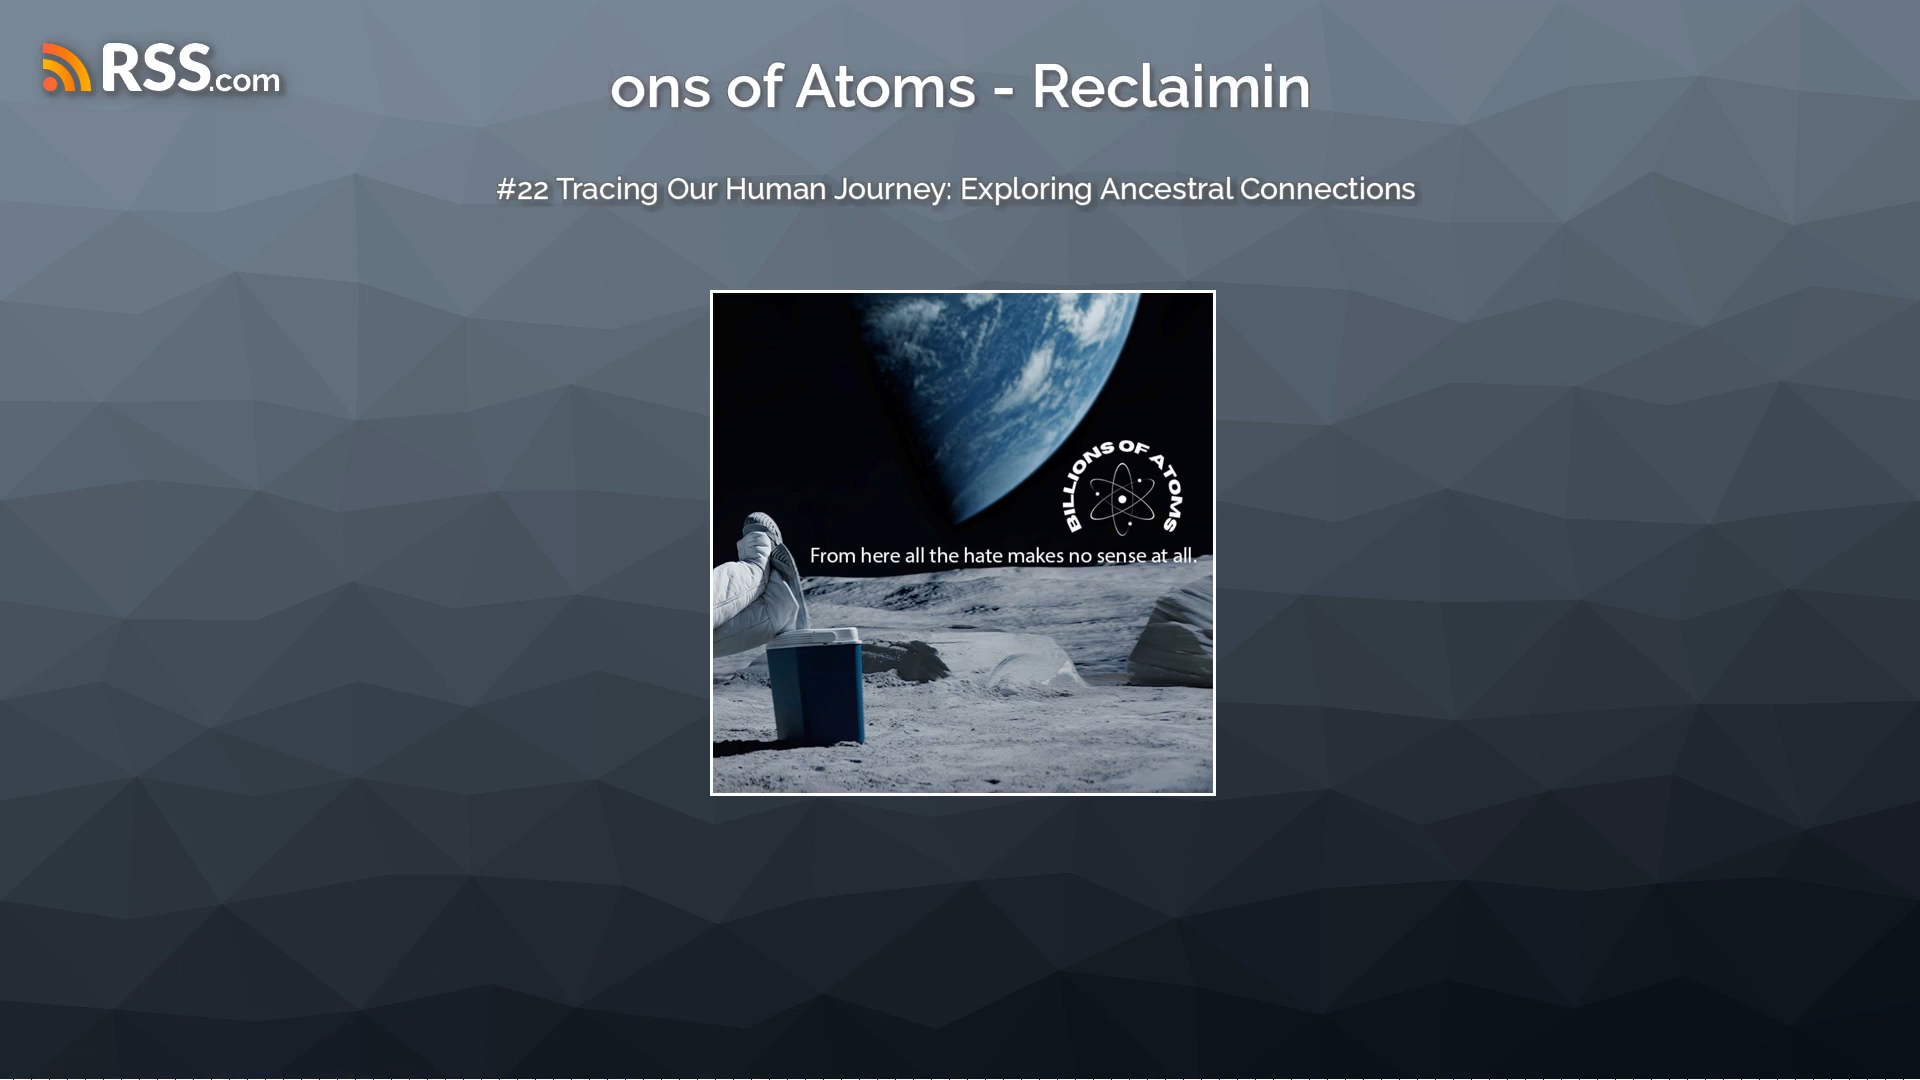 RSS.com
ons of Atoms - Reclaimin
#22 Tracing Our Human Journey: Exploring Ancestral Connections
BILLIONS OF ATOMS
From here all the hate makes no sense at all.